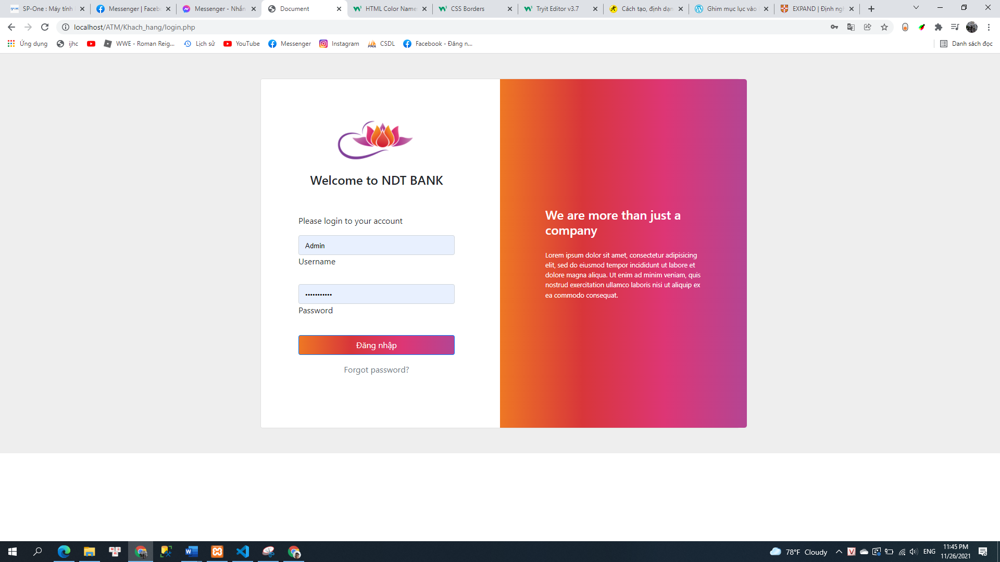 SP-One : Máy tính
Messenger | Facebo
Messenger - Nhắn
Document
HTML Color Name
CSS Borders
Tryit Editor v3.7
Cách tạo, định dạn
Ghim mục lục vào
EXPAND | Định ngh
localhost/ATM/Khach_hang/login.php
Ứng dụng
ijhc
WWE - Roman Reig...
Lịch sử
YouTube
Messenger
Instagram
CSDL
Facebook - Đăng n...
Danh sách đọc
Welcome to NDT BANK
Please login to your account
Admin
Username
•••••••••••
Password
Đăng nhập
Forgot password?
We are more than just a
company
Lorem ipsum dolor sit amet, consectetur adipisicing
elit, sed do eiusmod tempor incididunt ut labore et
dolore magna aliqua. Ut enim ad minim veniam, quis
nostrud exercitation ullamco laboris nisi ut aliquip ex
ea commodo consequat.
78°F Cloudy
ENG
11:45 PM
11/26/2021